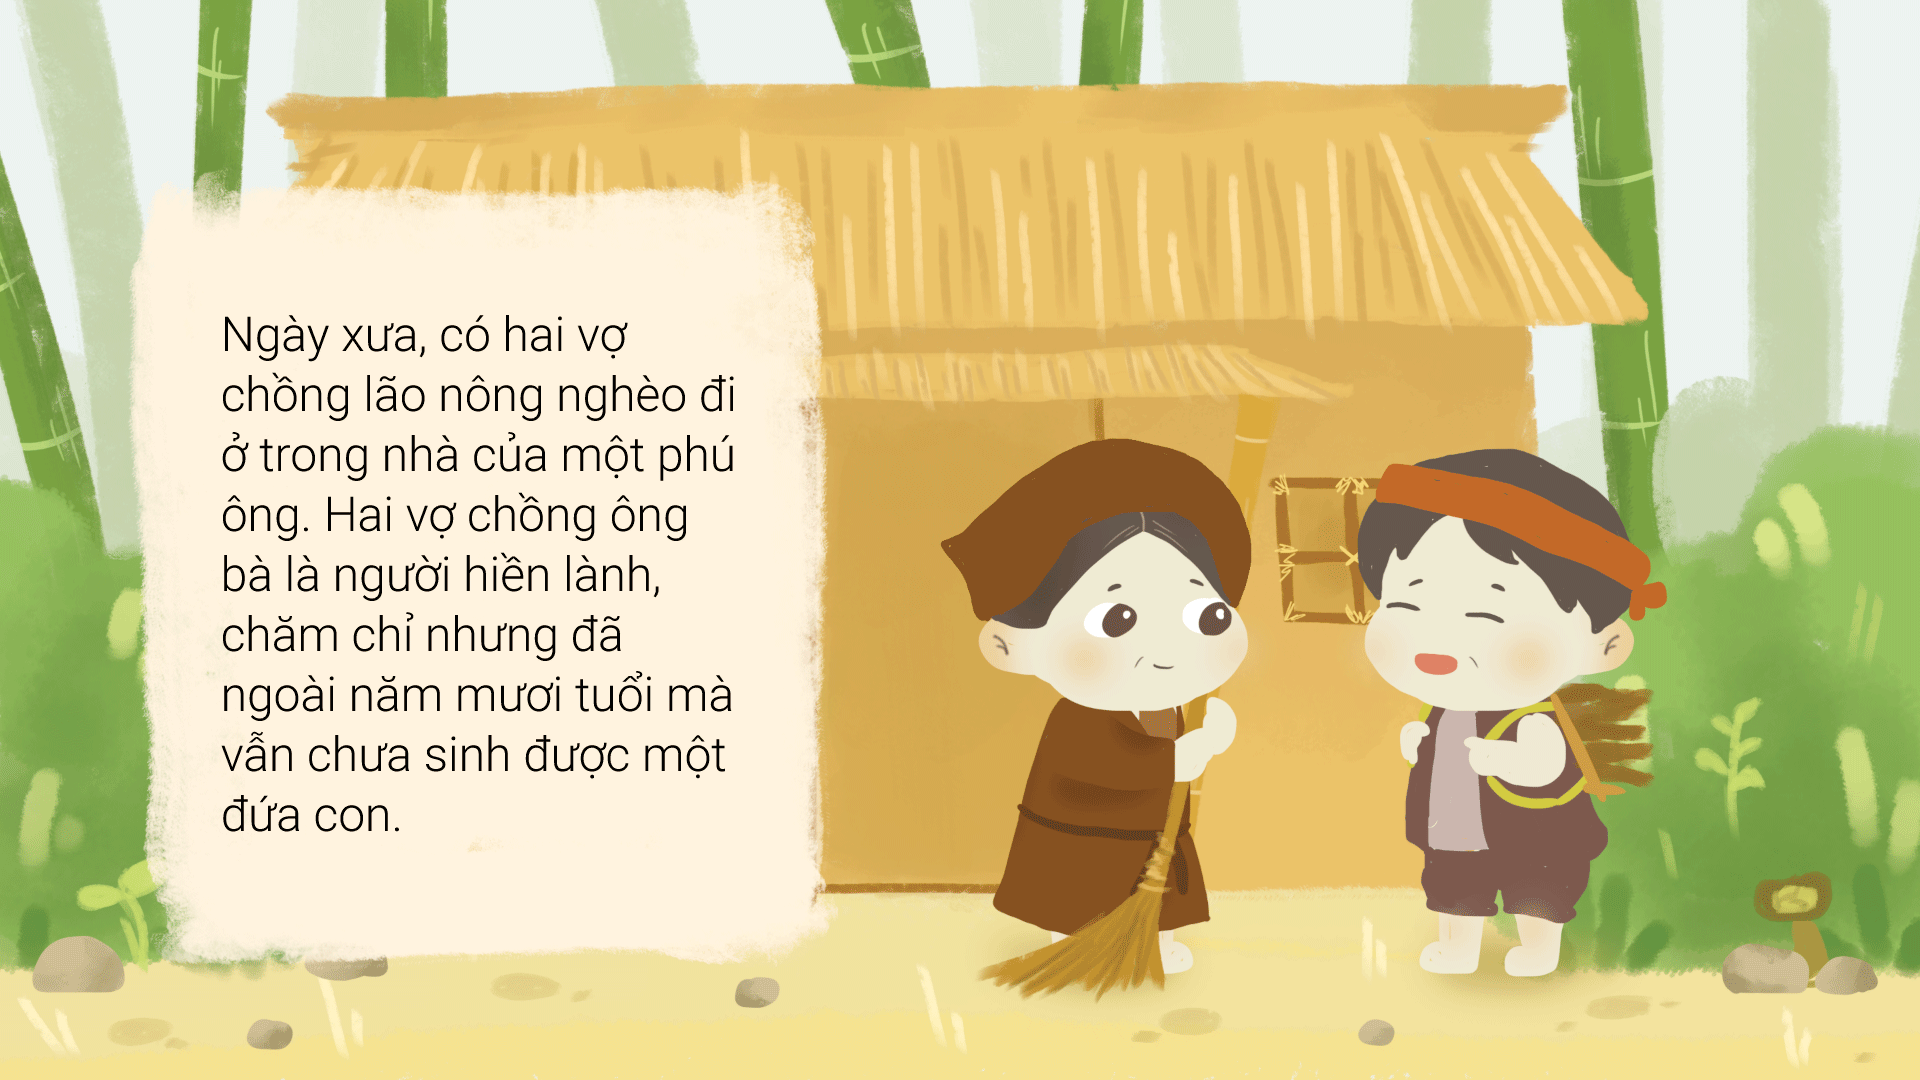 Ngày xưa, có hai vợ
chồng lão nông nghèo đi
ở trong nhà của một phú
ông. Hai vợ chồng ông
bà là người hiền lành,
chăm chỉ nhưng đã
ngoài năm mươi tuổi mà
vẫn chưa sinh được một
đứa con.